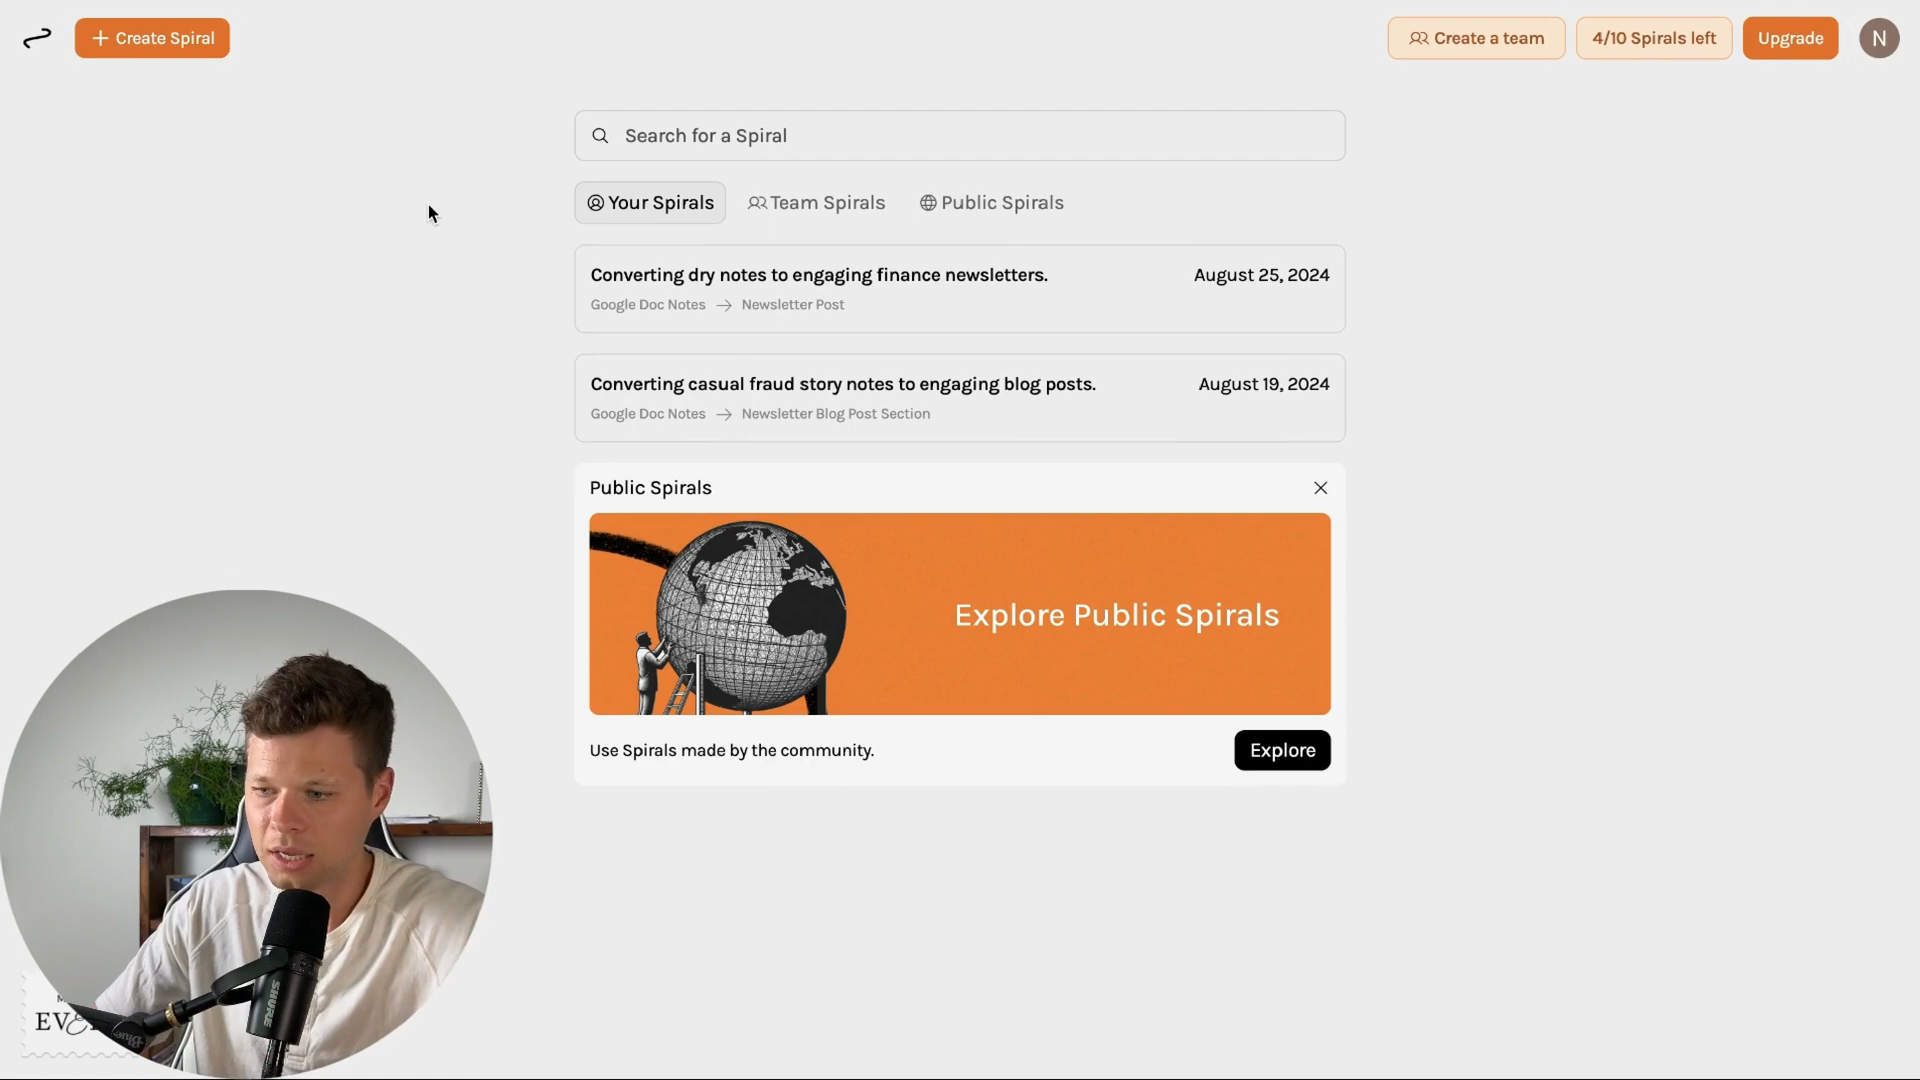 Create Spiral
Create a team
4/10 Spirals left
Upgrade
N
Search for a Spiral
Your Spirals
Team Spirals
Public Spirals
Converting dry notes to engaging finance newsletters.
August 25, 2024
Google Doc Notes → Newsletter Post
Converting casual fraud story notes to engaging blog posts.
August 19, 2024
Google Doc Notes → Newsletter Blog Post Section
Public Spirals
Explore Public Spirals
Use Spirals made by the community.
Explore
SHURE
Blue